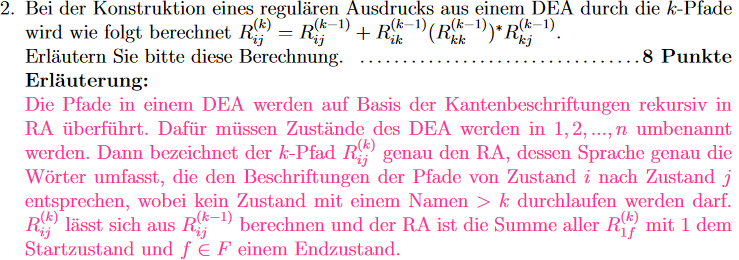 2. Bei der Konstruktion eines regulären Ausdrucks aus einem DEA durch die k-Pfade
wird wie folgt berechnet R_{ij}^{(k)} = R_{ij}^{(k-1)} + R_{ik}^{(k-1)}(R_{kk}^{(k-1)})*R_{kj}^{(k-1)}.
Erläutern Sie bitte diese Berechnung. ................................8 Punkte
Erläuterung:
Die Pfade in einem DEA werden auf Basis der Kantenbeschriftungen rekursiv in
RA überführt. Dafür müssen Zustände des DEA werden in 1, 2, ..., n umbenannt
werden. Dann bezeichnet der k-Pfad R_{ij}^{(k)} genau den RA, dessen Sprache genau die
Wörter umfasst, die den Beschriftungen der Pfade von Zustand i nach Zustand j
entsprechen, wobei kein Zustand mit einem Namen > k durchlaufen werden darf.
R_{ij}^{(k)} lässt sich aus R_{ij}^{(k-1)} berechnen und der RA ist die Summe aller R_{1f}^{(k)} mit 1 dem
Startzustand und f ∈ F einem Endzustand.